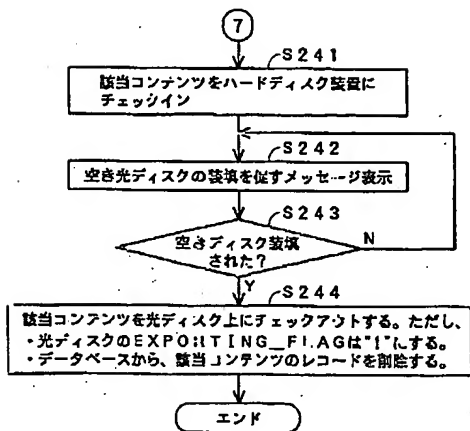 7
S241
該当コンテンツをハードディスク装置に
チェックイン
S242
空き光ディスクの装填を促すメッセージ表示
S243
空きディスク装填
された？
N
Y
S244
該当コンテンツを光ディスク上にチェックアウトする。ただし、
・光ディスクのEXPORTING_FLAGは"1"にする。
・データベースから、該当コンテンツのレコードを削除する。
エンド